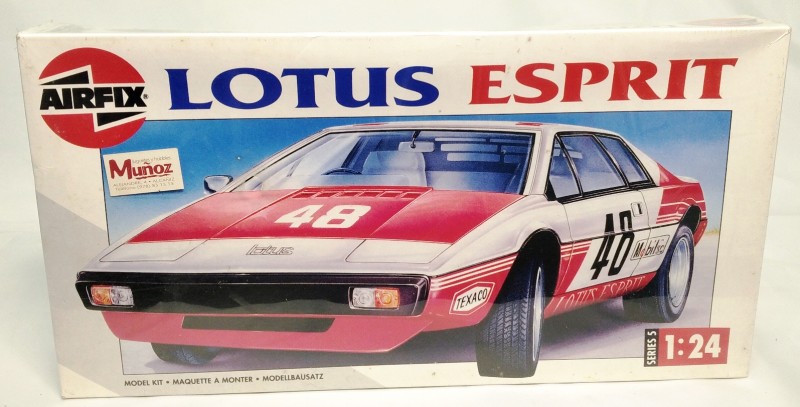 AIRFIX
LOTUS ESPRIT
Muñoz
48
lotus
48
Mobil
TEXACO
LOTUS ESPRIT
SERIES 5
1:24
MODEL KIT • MAQUETTE A MONTER • MODELLBAUSATZ